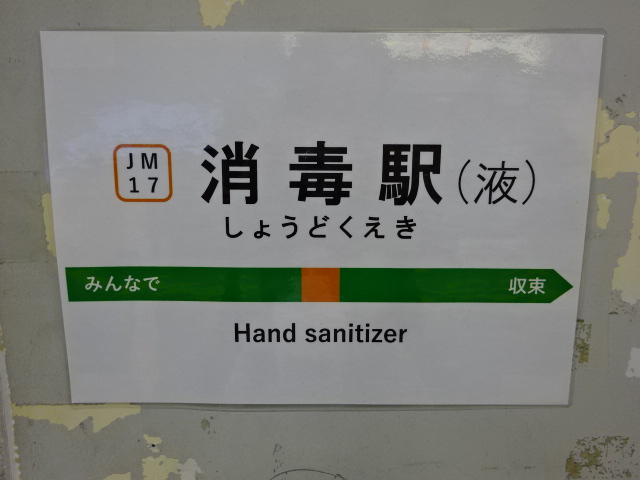 JM
17
消毒駅(液)
しょうどくえき
みんなで 収束
Hand sanitizer